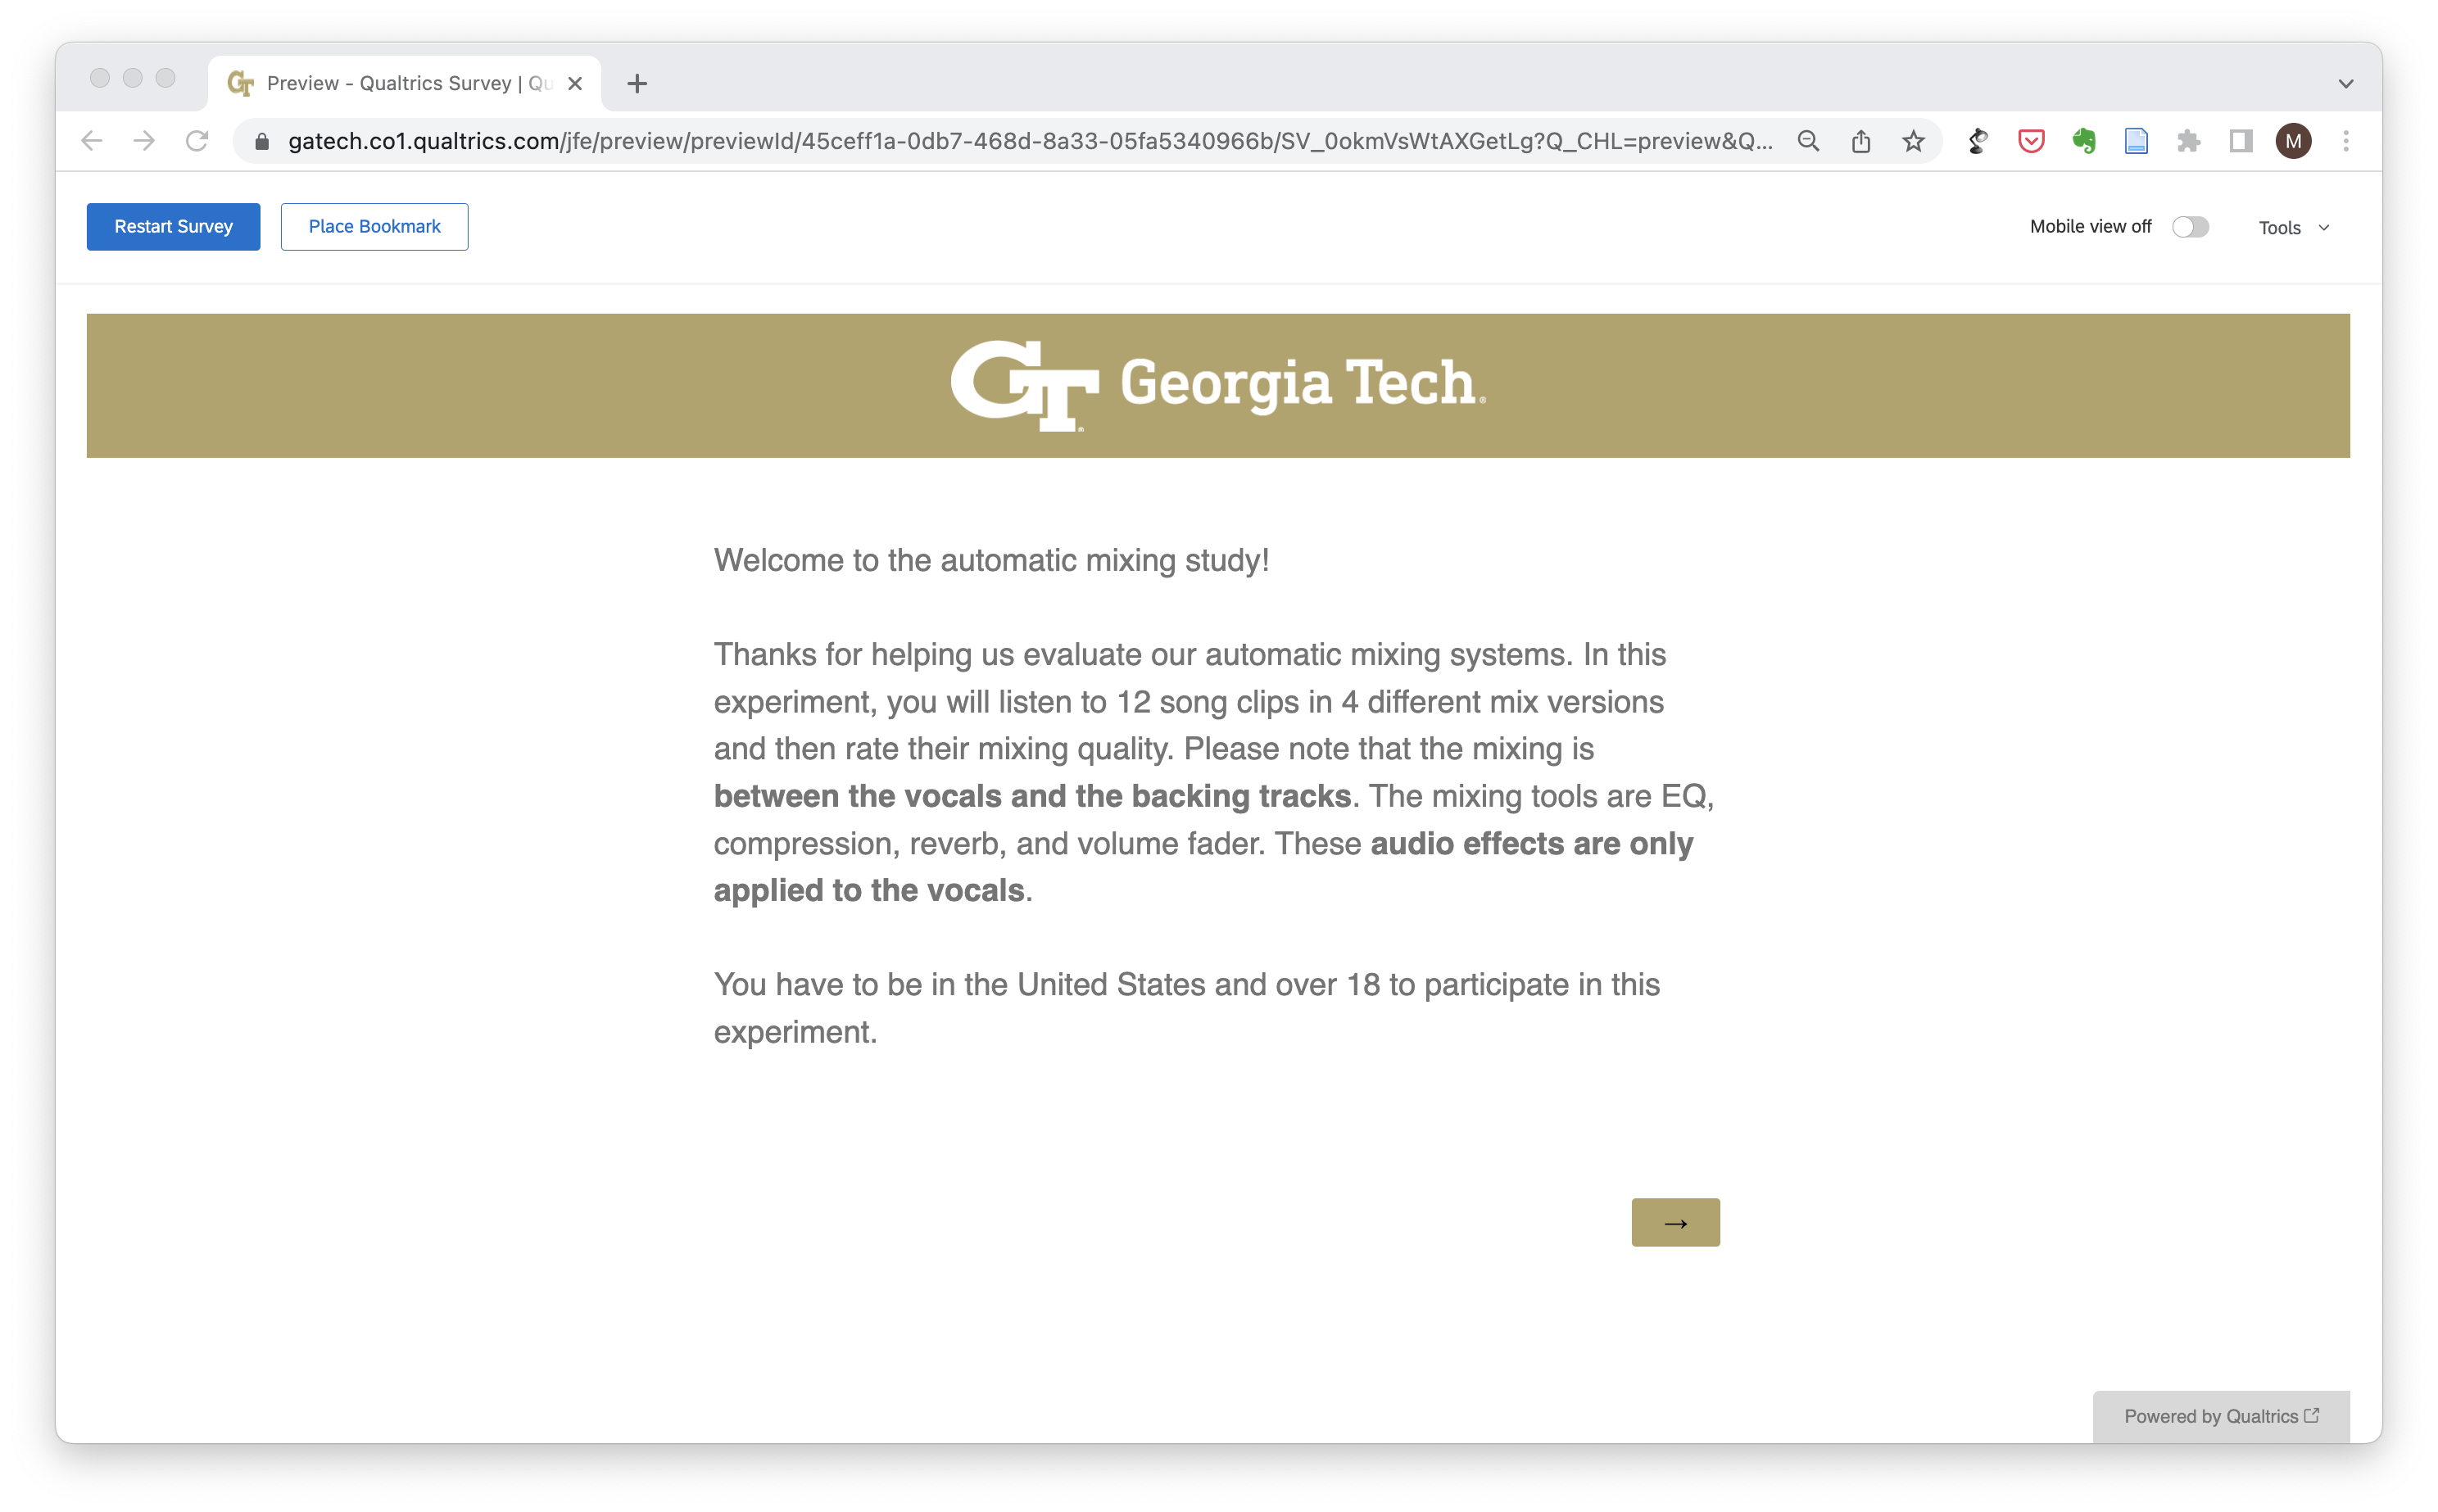 Preview - Qualtrics Survey | Qu
gatech.co1.qualtrics.com/jfe/preview/previewId/45ceff1a-0db7-468d-8a33-05fa5340966b/SV_0okmVsWtAXGetLg?Q_CHL=preview&Q...
M
Restart Survey
Place Bookmark
Mobile view off
Tools
GT Georgia Tech®
Welcome to the automatic mixing study!
Thanks for helping us evaluate our automatic mixing systems. In this
experiment, you will listen to 12 song clips in 4 different mix versions
and then rate their mixing quality. Please note that the mixing is
between the vocals and the backing tracks. The mixing tools are EQ,
compression, reverb, and volume fader. These audio effects are only
applied to the vocals.
You have to be in the United States and over 18 to participate in this
experiment.
→
Powered by Qualtrics